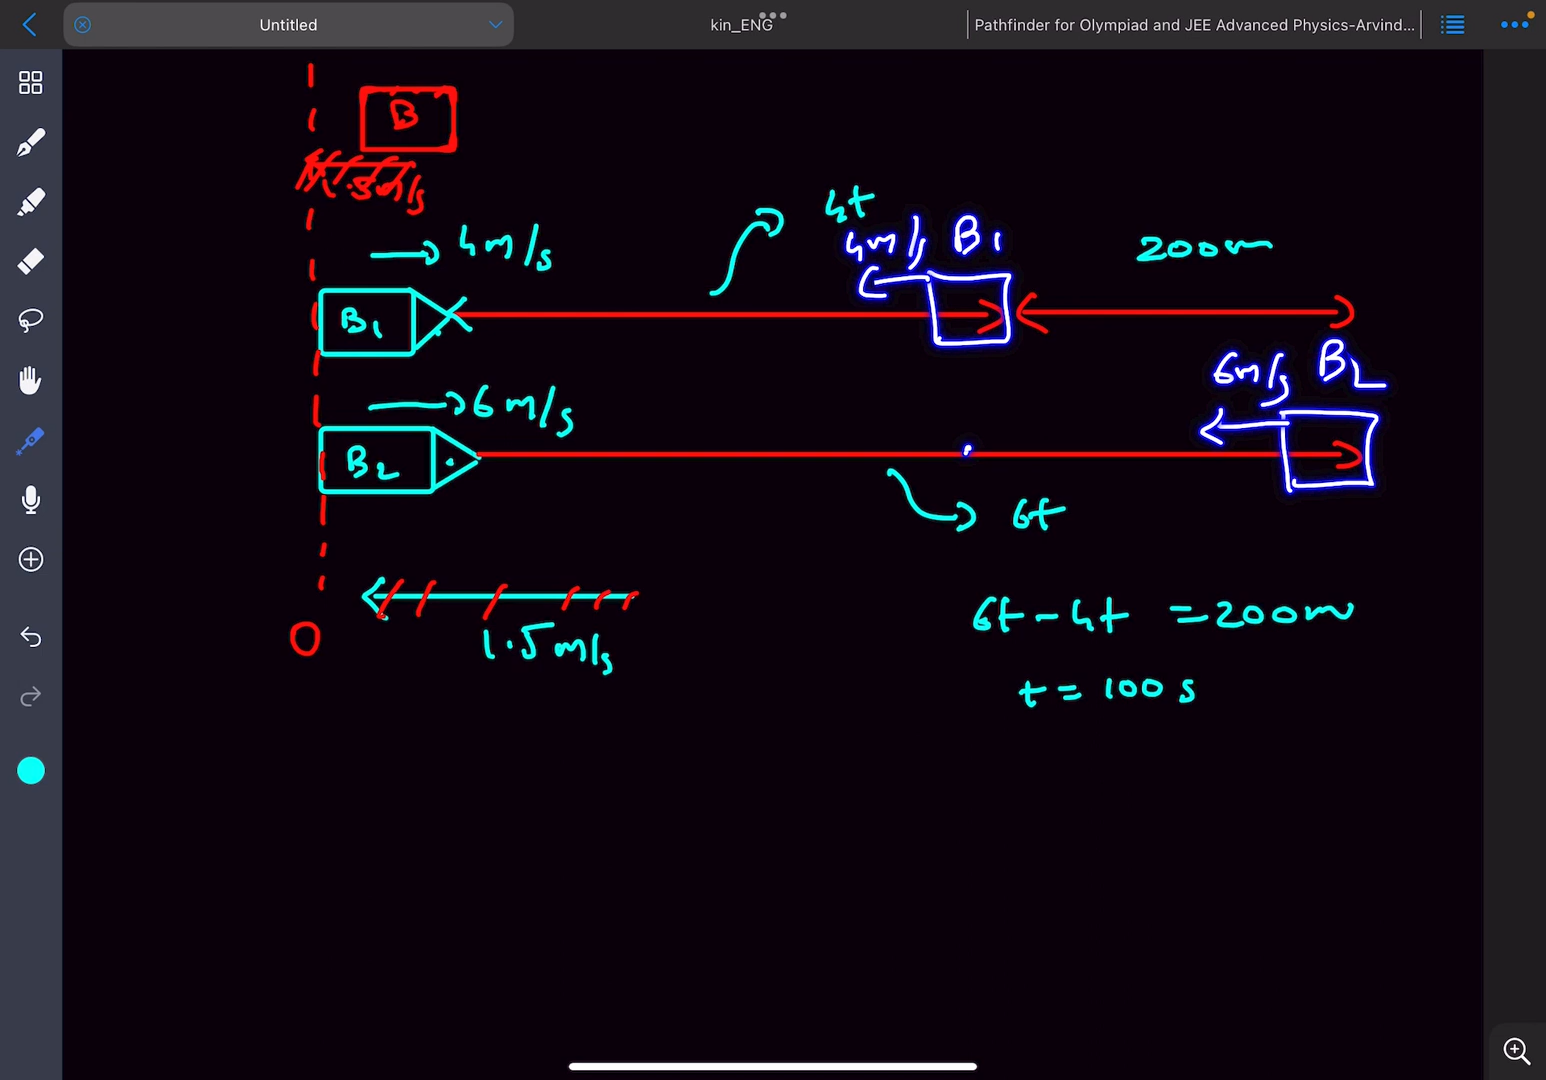 Untitled
kin_ENG
Pathfinder for Olympiad and JEE Advanced Physics-Arvind...
B
4t
4m/s B1
200m
4m/s
B1
6m/s B2
6m/s
B2
6t
1.5m/s
O
6t - 4t = 200m
t = 100 s